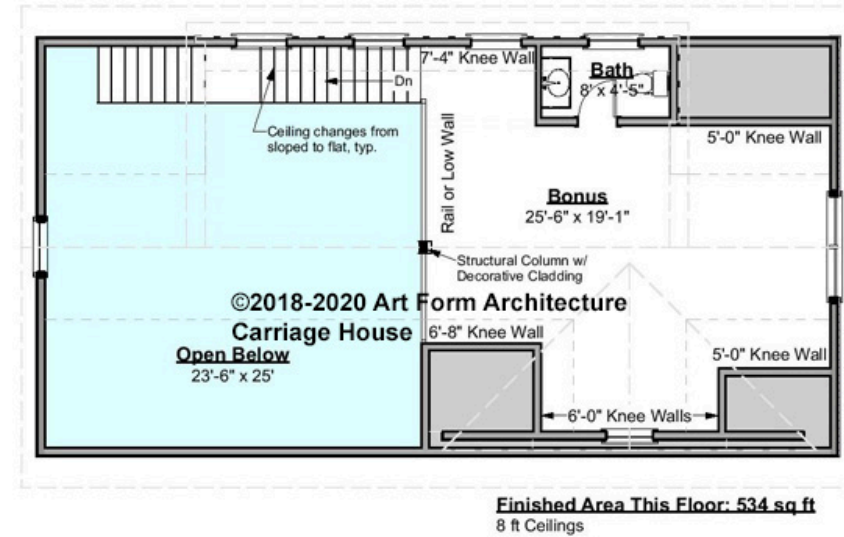 7'-4" Knee Wall
Bath
8' x 4'-5"
Dn
Ceiling changes from
sloped to flat, typ.
5'-0" Knee Wall
Rail or Low Wall
Bonus
25'-6" x 19'-1"
Structural Column w/
Decorative Cladding
©2018-2020 Art Form Architecture
Carriage House
6'-8" Knee Wall
Open Below
23'-6" x 25'
5'-0" Knee Wall
6'-0" Knee Walls
Finished Area This Floor: 534 sq ft
8 ft Ceilings